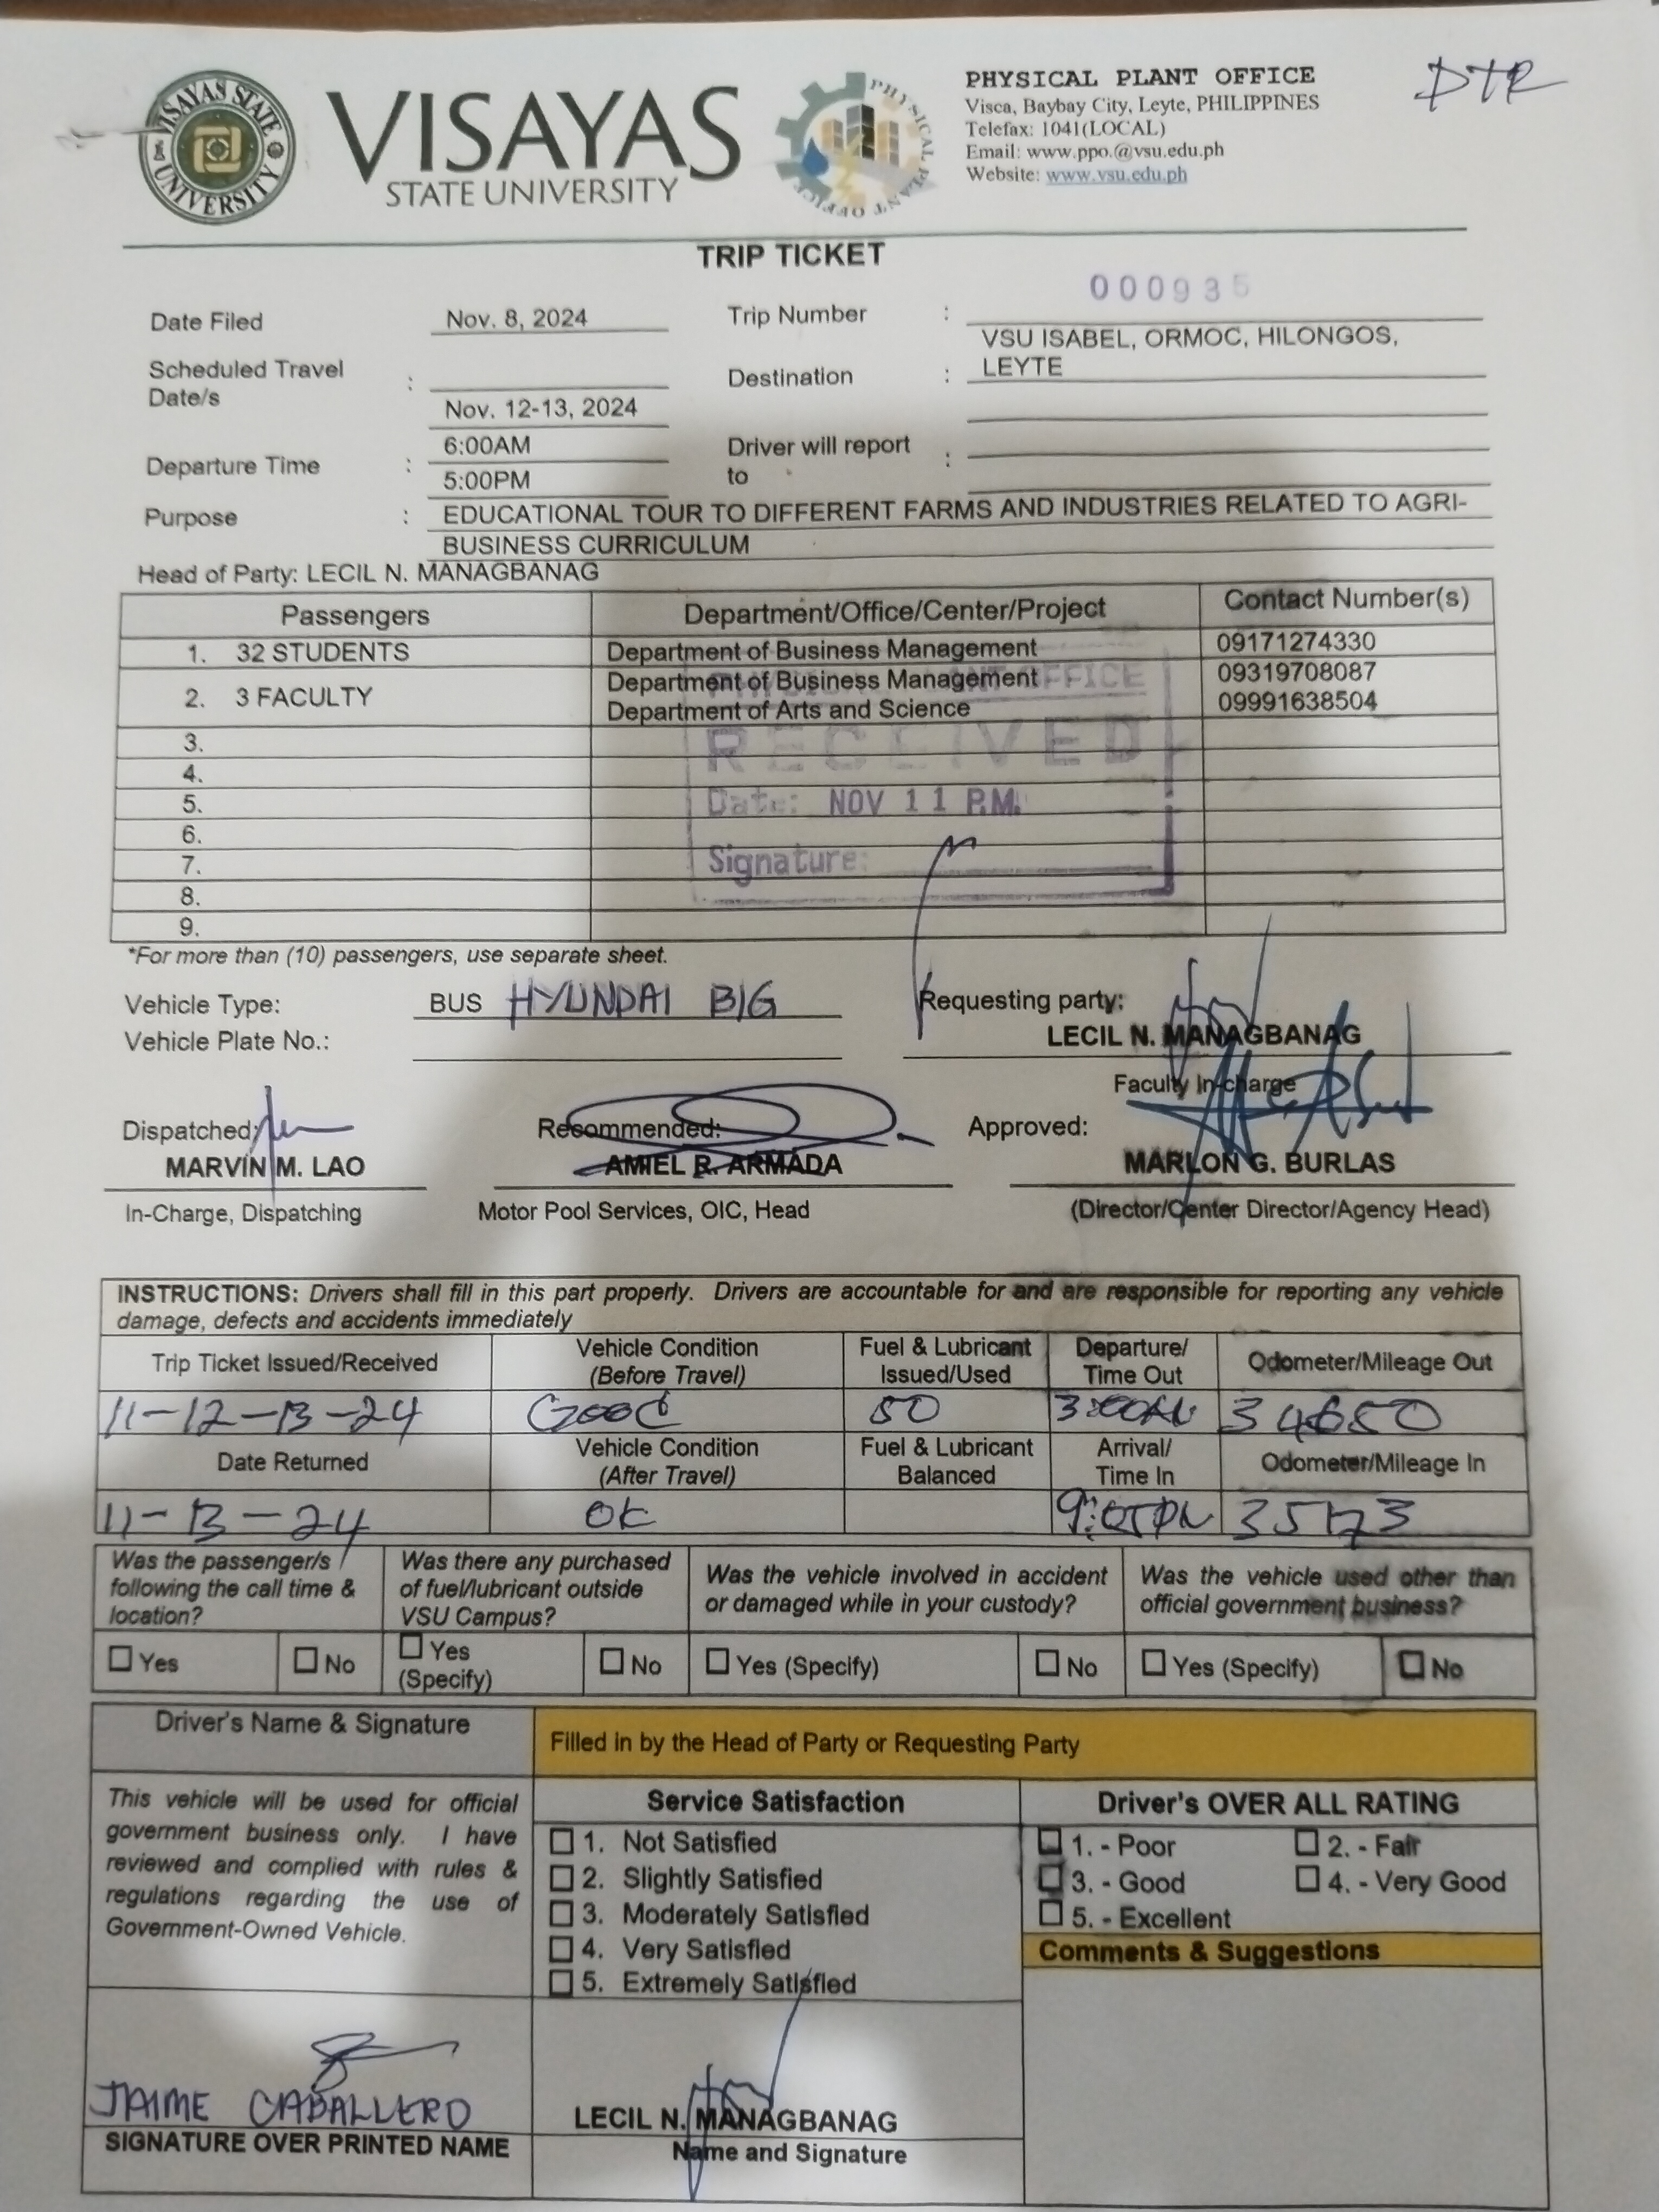 VISAYAS STATE UNIVERSITY
VISAYAS
STATE UNIVERSITY
PHYSICAL PLANT OFFICE
PHYSICAL PLANT OFFICE
Visca, Baybay City, Leyte, PHILIPPINES
Telefax: 1041(LOCAL)
Email: www.ppo.@vsu.edu.ph
Website: www.vsu.edu.ph
DTR
TRIP TICKET
Date Filed Nov. 8, 2024 Trip Number : 000935
Scheduled Travel Date/s : Nov. 12-13, 2024
Destination : VSU ISABEL, ORMOC, HILONGOS,
LEYTE
Departure Time : 6:00AM
5:00PM
Driver will report to :
Purpose : EDUCATIONAL TOUR TO DIFFERENT FARMS AND INDUSTRIES RELATED TO AGRI-
BUSINESS CURRICULUM
Head of Party: LECIL N. MANAGBANAG
Passengers Department/Office/Center/Project Contact Number(s)
1. 32 STUDENTS Department of Business Management 09171274330
2. 3 FACULTY Department of Business Management 09319708087
Department of Arts and Science 09991638504
3.
4.
5.
6.
7.
8.
9.
PHYSICAL PLANT OFFICE
RECEIVED
Date: NOV 11 P.M.
Signature:
*For more than (10) passengers, use separate sheet.
Vehicle Type: BUS HYUNDAI BIG
Vehicle Plate No.:
Requesting party:
LECIL N. MANAGBANAG
Faculty In-charge
Dispatched: Recommended: Approved:
MARVIN M. LAO AMIEL R. ARMADA MARLON G. BURLAS
In-Charge, Dispatching Motor Pool Services, OIC, Head (Director/Center Director/Agency Head)
INSTRUCTIONS: Drivers shall fill in this part properly. Drivers are accountable for and are responsible for reporting any vehicle
damage, defects and accidents immediately
Trip Ticket Issued/Received Vehicle Condition (Before Travel) Fuel & Lubricant Issued/Used Departure/ Time Out Odometer/Mileage Out
11-12-13-24 Good 50 3:00AM 34650
Date Returned Vehicle Condition (After Travel) Fuel & Lubricant Balanced Arrival/ Time In Odometer/Mileage In
11-13-24 OK 9:05PM
Was the passenger/s following the call time & location?
Was there any purchased of fuel/lubricant outside VSU Campus?
Was the vehicle involved in accident or damaged while in your custody?
Was the vehicle used other than official government business?
Yes No Yes (Specify) No Yes (Specify) No Yes (Specify) No
Driver's Name & Signature
Filled in by the Head of Party or Requesting Party
This vehicle will be used for official
government business only. I have
reviewed and complied with rules &
regulations regarding the use of
Government-Owned Vehicle.
Service Satisfaction
1. Not Satisfied
2. Slightly Satisfied
3. Moderately Satisfied
4. Very Satisfied
5. Extremely Satisfied
Driver's OVER ALL RATING
1. - Poor 2. - Fair
3. - Good 4. - Very Good
5. - Excellent
Comments & Suggestions
JAIME CABALLERO
SIGNATURE OVER PRINTED NAME
LECIL N. MANAGBANAG
Name and Signature